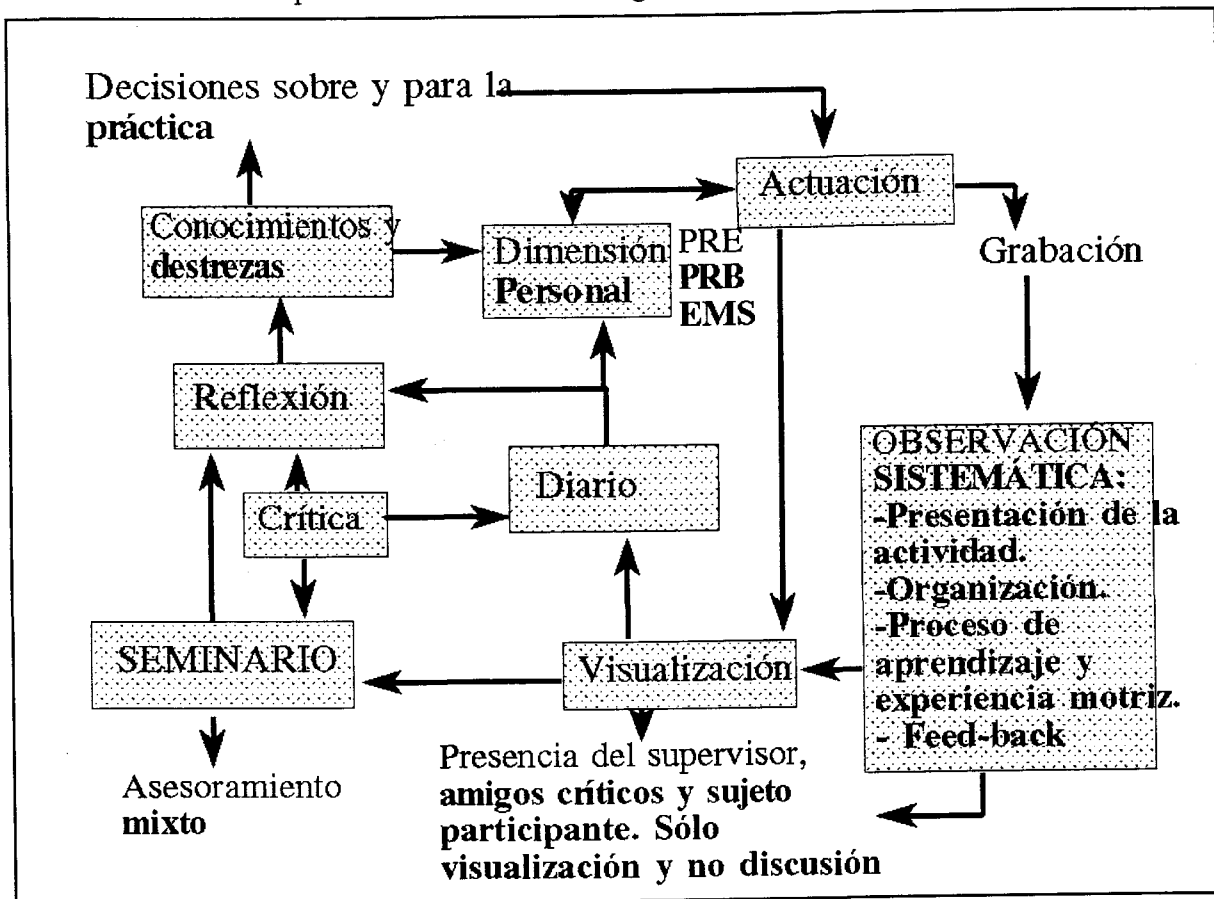 Decisiones sobre y para la
práctica
Actuación
Conocimientos y
destrezas
Dimensión
Personal
PRE
PRB
EMS
Grabación
Reflexión
OBSERVACIÓN
SISTEMÁTICA:
-Presentación de la
actividad.
-Organización.
-Proceso de
aprendizaje y
experiencia motriz.
- Feed-back
Diario
Crítica
SEMINARIO
Visualización
Asesoramiento
mixto
Presencia del supervisor,
amigos críticos y sujeto
participante. Sólo
visualización y no discusión